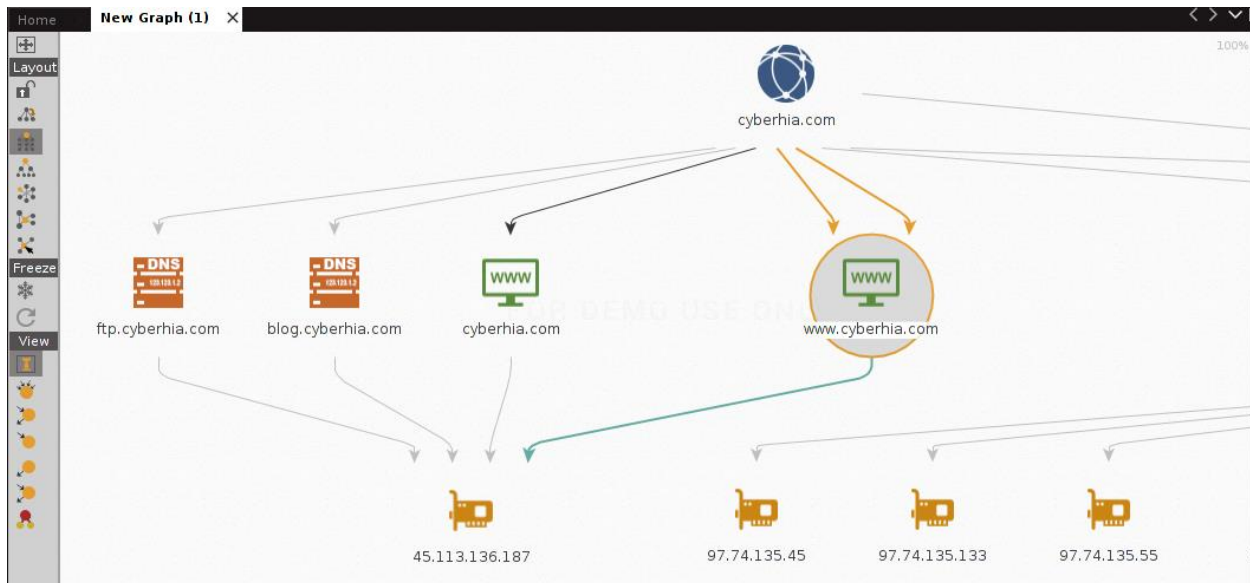 Home
New Graph (1) X
100%
Layout
Freeze
View
cyberhia.com
DNS
DNS
www
www
ftp.cyberhia.com
blog.cyberhia.com
cyberhia.com
www.cyberhia.com
FOR DEMO USE ON
45.113.136.187
97.74.135.45
97.74.135.133
97.74.135.55